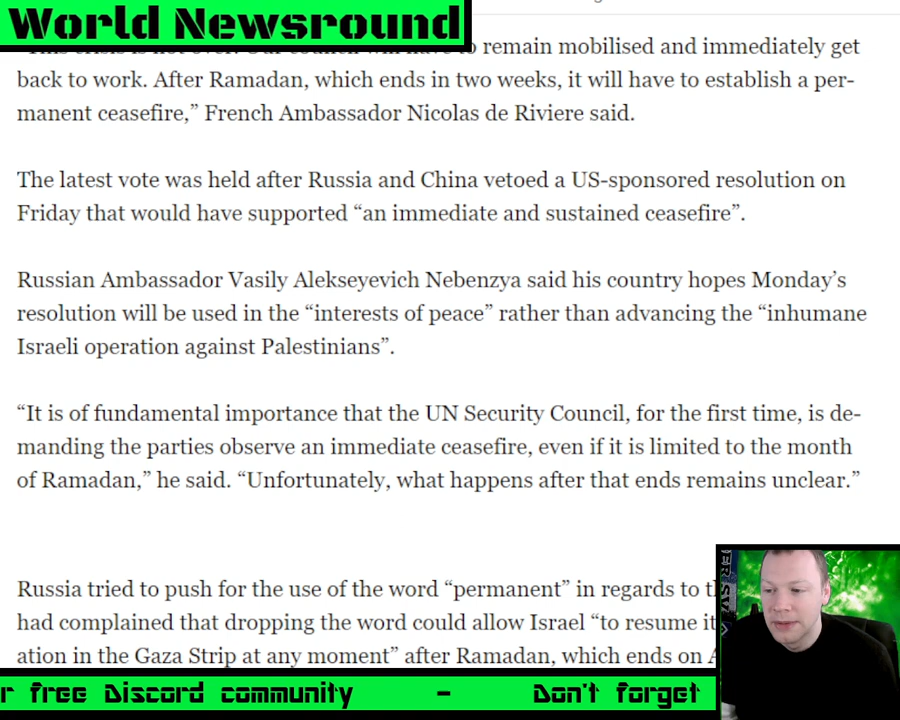 World Newsround
remain mobilised and immediately get
back to work. After Ramadan, which ends in two weeks, it will have to establish a per-
manent ceasefire,” French Ambassador Nicolas de Riviere said.
The latest vote was held after Russia and China vetoed a US-sponsored resolution on
Friday that would have supported “an immediate and sustained ceasefire”.
Russian Ambassador Vasily Alekseyevich Nebenzya said his country hopes Monday’s
resolution will be used in the “interests of peace” rather than advancing the “inhumane
Israeli operation against Palestinians”.
“It is of fundamental importance that the UN Security Council, for the first time, is de-
manding the parties observe an immediate ceasefire, even if it is limited to the month
of Ramadan,” he said. “Unfortunately, what happens after that ends remains unclear.”
Russia tried to push for the use of the word “permanent” in regards to
had complained that dropping the word could allow Israel “to resume
ation in the Gaza Strip at any moment” after Ramadan, which ends on
r free Discord community - Don't forget